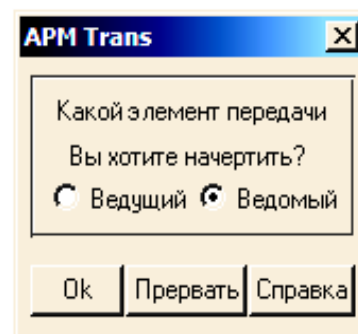 APM Trans
Какой элемент передачи
Вы хотите начертить?
Ведущий Ведомый
Ok Прервать Справка